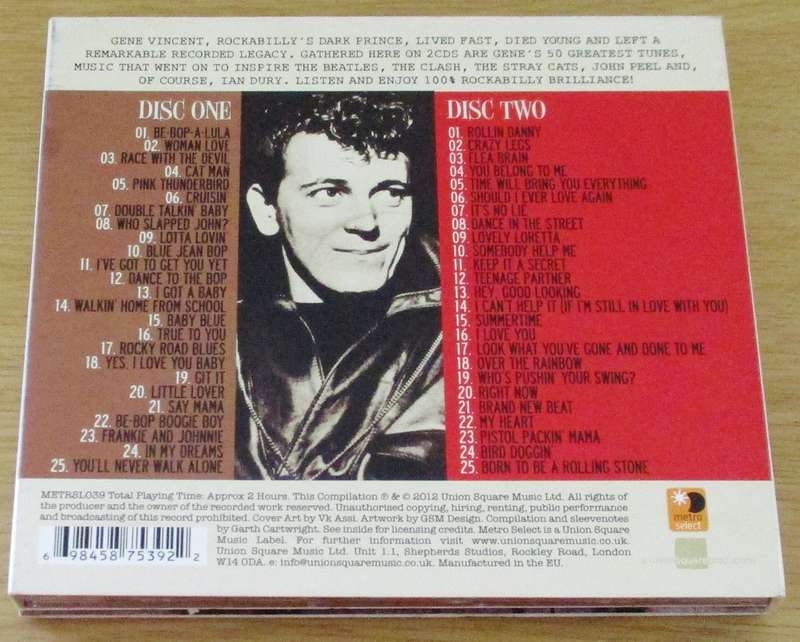 GENE VINCENT, ROCKABILLY'S DARK PRINCE, LIVED FAST, DIED YOUNG AND LEFT A
REMARKABLE RECORDED LEGACY. GATHERED HERE ON 2CDS ARE GENE'S 50 GREATEST TUNES,
MUSIC THAT WENT ON TO INSPIRE THE BEATLES, THE CLASH, THE STRAY CATS, JOHN PEEL AND,
OF COURSE, IAN DURY. LISTEN AND ENJOY 100% ROCKABILLY BRILLIANCE!
DISC ONE
01. BE-BOP-A-LULA
02. WOMAN LOVE
03. RACE WITH THE DEVIL
04. CAT MAN
05. PINK THUNDERBIRD
06. CRUISIN'
07. DOUBLE TALKIN' BABY
08. WHO SLAPPED JOHN?
09. LOTTA LOVIN'
10. BLUE JEAN BOP
11. I'VE GOT TO GET YOU YET
12. DANCE TO THE BOP
13. I GOT A BABY
14. WALKIN' HOME FROM SCHOOL
15. BABY BLUE
16. TRUE TO YOU
17. ROCKY ROAD BLUES
18. YES, I LOVE YOU BABY
19. GIT IT
20. LITTLE LOVER
21. SAY MAMA
22. BE-BOP BOOGIE BOY
23. FRANKIE AND JOHNNIE
24. IN MY DREAMS
25. YOU'LL NEVER WALK ALONE
DISC TWO
01. ROLLIN DANNY
02. CRAZY LEGS
03. FLEA BRAIN
04. YOU BELONG TO ME
05. TIME WILL BRING YOU EVERYTHING
06. SHOULD I EVER LOVE AGAIN
07. IT'S NO LIE
08. DANCE IN THE STREET
09. LOVELY LORETTA
10. SOMEBODY HELP ME
11. KEEP IT A SECRET
12. TEENAGE PARTNER
13. HEY, GOOD LOOKING
14. I CAN'T HELP IT (IF I'M STILL IN LOVE WITH YOU)
15. SUMMERTIME
16. I LOVE YOU
17. LOOK WHAT YOU'VE GONE AND DONE TO ME
18. OVER THE RAINBOW
19. WHO'S PUSHIN' YOUR SWING?
20. RIGHT NOW
21. BRAND NEW BEAT
22. MY HEART
23. PISTOL PACKIN' MAMA
24. BIRD DOGGIN'
25. BORN TO BE A ROLLING STONE
METRSL039 Total Playing Time: Approx 2 Hours. This Compilation ℗ & © 2012 Union Square Music Ltd. All rights of
the producer and the owner of the recorded work reserved. Unauthorised copying, hiring, renting, public performance
and broadcasting of this record prohibited. Cover Art by Vk Assi. Artwork by GSM Design. Compilation and sleevenotes
by Garth Cartwright. See inside for licensing credits. Metro Select is a Union Square
Music Label. For further information visit www.unionsquaremusic.co.uk.
Union Square Music Ltd. Unit 1.1, Shepherds Studios, Rockley Road, London
W14 0DA. e: info@unionsquaremusic.co.uk. Manufactured in the EU.
6 98458 75392 2
metro
select